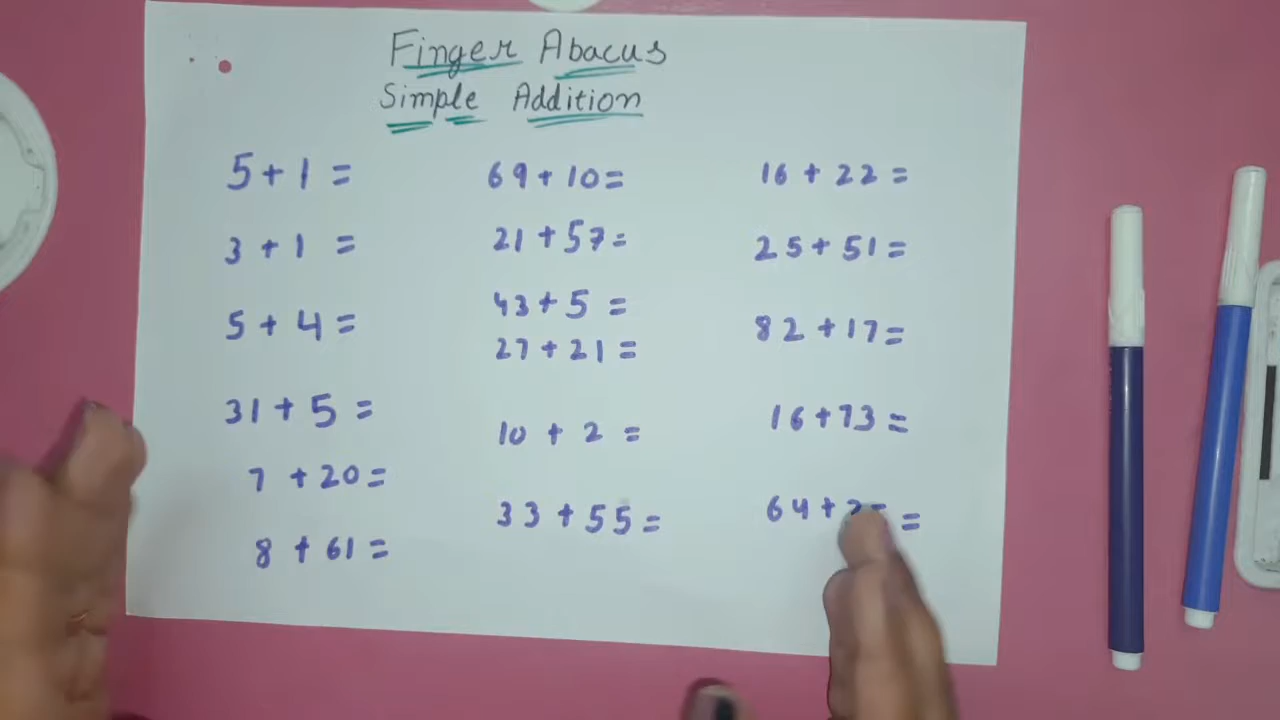 Finger Abacus
Simple Addition
5 + 1 =
3 + 1 =
5 + 4 =
31 + 5 =
7 + 20 =
8 + 61 =
69 + 10 =
21 + 57 =
43 + 5 =
27 + 21 =
10 + 2 =
33 + 55 =
16 + 22 =
25 + 51 =
82 + 17 =
16 + 73 =
64 + =